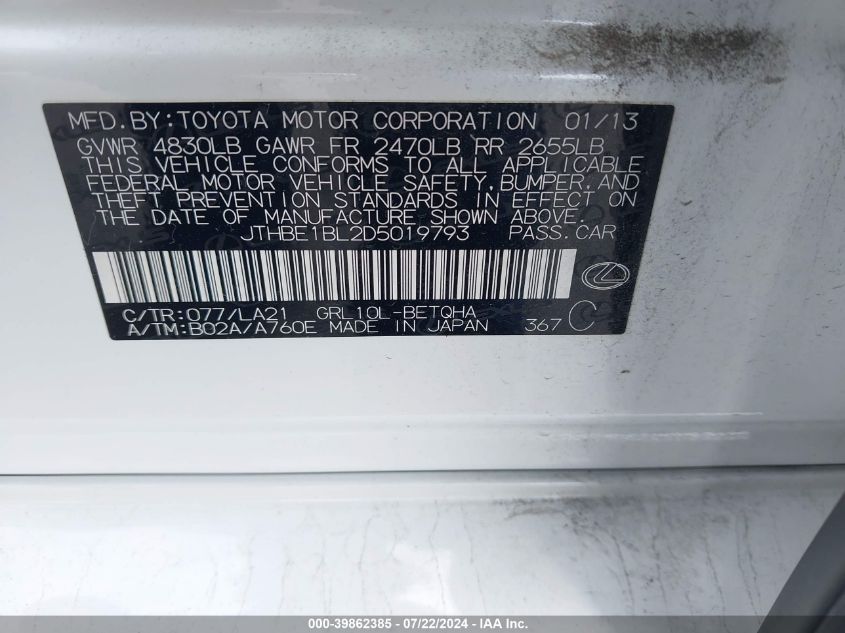 MFD.BY:TOYOTA MOTOR CORPORATION 01/13
GVWR 4830LB GAWR FR 2470LB RR 2655LB
THIS VEHICLE CONFORMS TO ALL APPLICABLE
FEDERAL MOTOR VEHICLE SAFETY,BUMPER,AND
THEFT PREVENTION STANDARDS IN EFFECT ON
THE DATE OF MANUFACTURE SHOWN ABOVE.
JTHBE1BL2D5019793 PASS.CAR
C/TR:077/LA21 GRL10L-BETQHA
A/TM:B02A/A760E MADE IN JAPAN 367 C
000-39862385 | 07/22/2024 - IAA Inc.